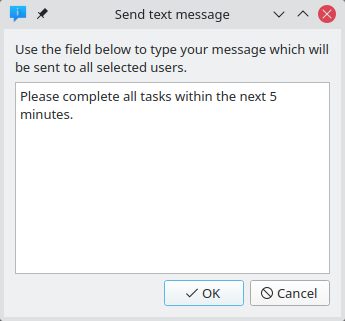 Send text message
Use the field below to type your message which will
be sent to all selected users.
Please complete all tasks within the next 5
minutes.
OK
Cancel